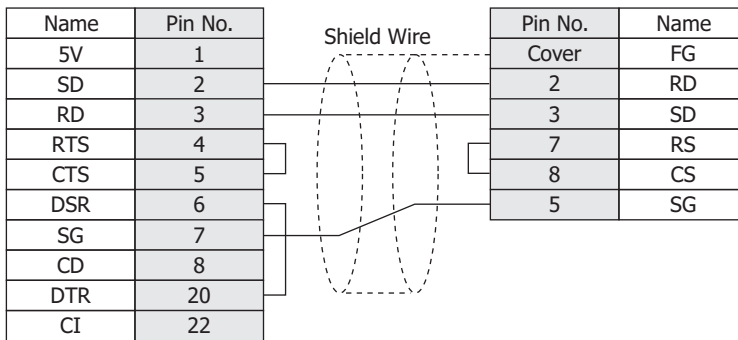 Name Pin No. Shield Wire Pin No. Name
5V 1 Cover FG
SD 2 2 RD
RD 3 3 SD
RTS 4 7 RS
CTS 5 8 CS
DSR 6 5 SG
SG 7
CD 8
DTR 20
CI 22